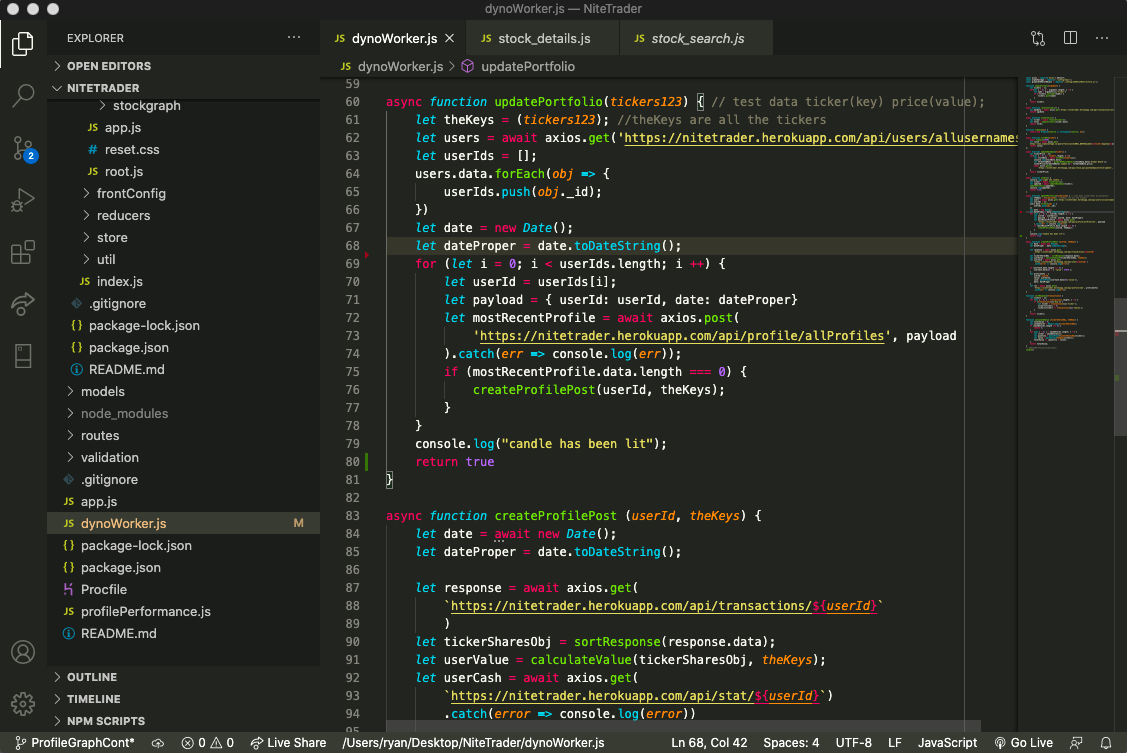 dynoWorker.js — NiteTrader
EXPLORER ···
OPEN EDITORS
NITETRADER
stockgraph
JS app.js
# reset.css
JS root.js
frontConfig
reducers
store
util
JS index.js
.gitignore
{} package-lock.json
{} package.json
README.md
models
node_modules
routes
validation
.gitignore
JS app.js
JS dynoWorker.js M
{} package-lock.json
{} package.json
Procfile
JS profilePerformance.js
README.md
OUTLINE
TIMELINE
NPM SCRIPTS
2
JS dynoWorker.js JS stock_details.js JS stock_search.js ···
JS dynoWorker.js > updatePortfolio
59
60 async function updatePortfolio(tickers123) { // test data ticker(key) price(value);
61 let theKeys = (tickers123); //theKeys are all the tickers
62 let users = await axios.get('https://nitetrader.herokuapp.com/api/users/allusernames
63 let userIds = [];
64 users.data.forEach(obj => {
65 userIds.push(obj._id);
66 })
67 let date = new Date();
68 let dateProper = date.toDateString();
69 for (let i = 0; i < userIds.length; i ++) {
70 let userId = userIds[i];
71 let payload = { userId: userId, date: dateProper}
72 let mostRecentProfile = await axios.post(
73 'https://nitetrader.herokuapp.com/api/profile/allProfiles', payload
74 ).catch(err => console.log(err));
75 if (mostRecentProfile.data.length === 0) {
76 createProfilePost(userId, theKeys);
77 }
78 }
79 console.log("candle has been lit");
80 return true
81 }
82
83 async function createProfilePost (userId, theKeys) {
84 let date = await new Date();
85 let dateProper = date.toDateString();
86
87 let response = await axios.get(
88 `https://nitetrader.herokuapp.com/api/transactions/${userId}`
89 )
90 let tickerSharesObj = sortResponse(response.data);
91 let userValue = calculateValue(tickerSharesObj, theKeys);
92 let userCash = await axios.get(
93 `https://nitetrader.herokuapp.com/api/stat/${userId}`)
94 .catch(error => console.log(error))
95
ProfileGraphCont* 0 0 Live Share /Users/ryan/Desktop/NiteTrader/dynoWorker.js Ln 68, Col 42 Spaces: 4 UTF-8 LF JavaScript Go Live